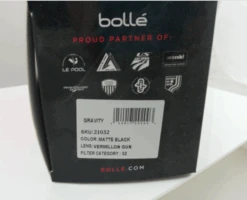 bollé
PROUD PARTNER OF:
LE POOL
GRAVITY
SKU:21032
COLOR:MATTE BLACK
LENS:VERMILLON GUN
FILTER CATEGORY: S2
BOLLE.COM